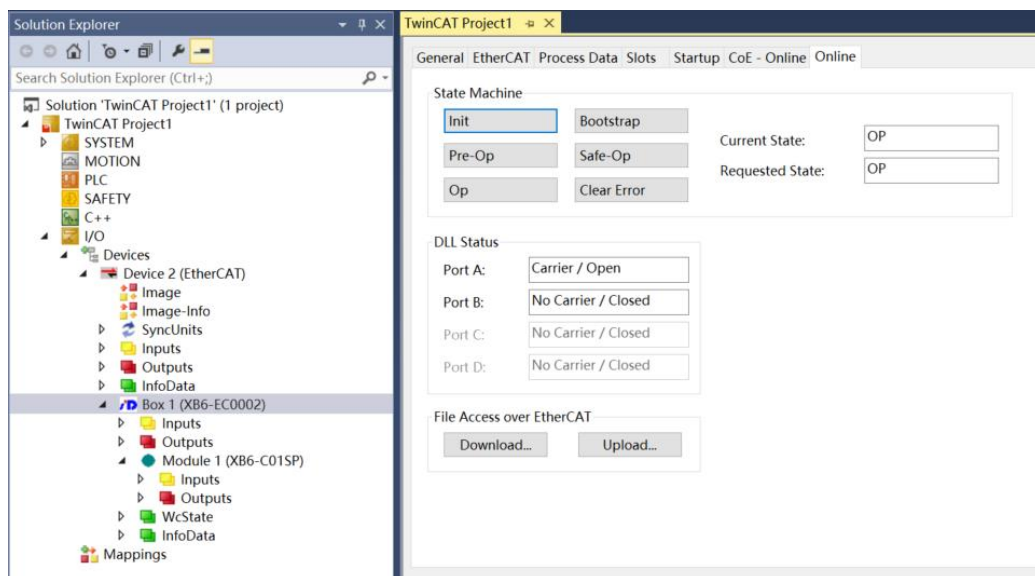 Solution Explorer
Search Solution Explorer (Ctrl+;)
Solution 'TwinCAT Project1' (1 project)
TwinCAT Project1
SYSTEM
MOTION
PLC
SAFETY
C++
I/O
Devices
Device 2 (EtherCAT)
Image
Image-Info
SyncUnits
Inputs
Outputs
InfoData
Box 1 (XB6-EC0002)
Inputs
Outputs
Module 1 (XB6-C01SP)
Inputs
Outputs
WcState
InfoData
Mappings
TwinCAT Project1
General EtherCAT Process Data Slots Startup CoE - Online Online
State Machine
Init Bootstrap
Pre-Op Safe-Op
Op Clear Error
Current State: OP
Requested State: OP
DLL Status
Port A: Carrier / Open
Port B: No Carrier / Closed
Port C: No Carrier / Closed
Port D: No Carrier / Closed
File Access over EtherCAT
Download... Upload...